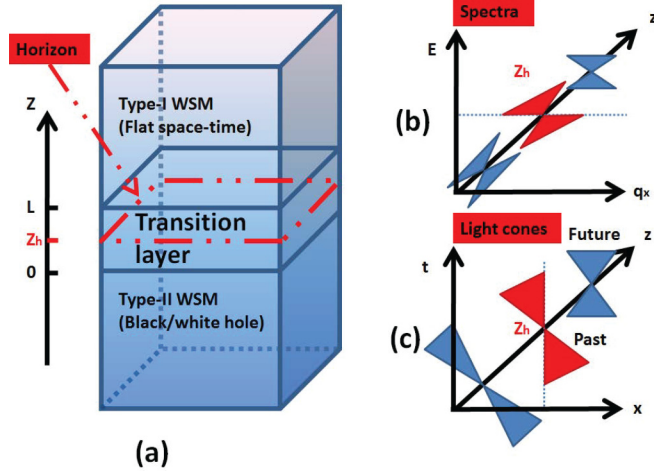 Horizon
Z
Type-I WSM
(Flat space-time)
L
Zh
0
Transition
layer
Type-II WSM
(Black/white hole)
(a)
Spectra
z
E
Zh
(b)
qx
Light cones
Future
z
t
Zh
(c)
Past
x